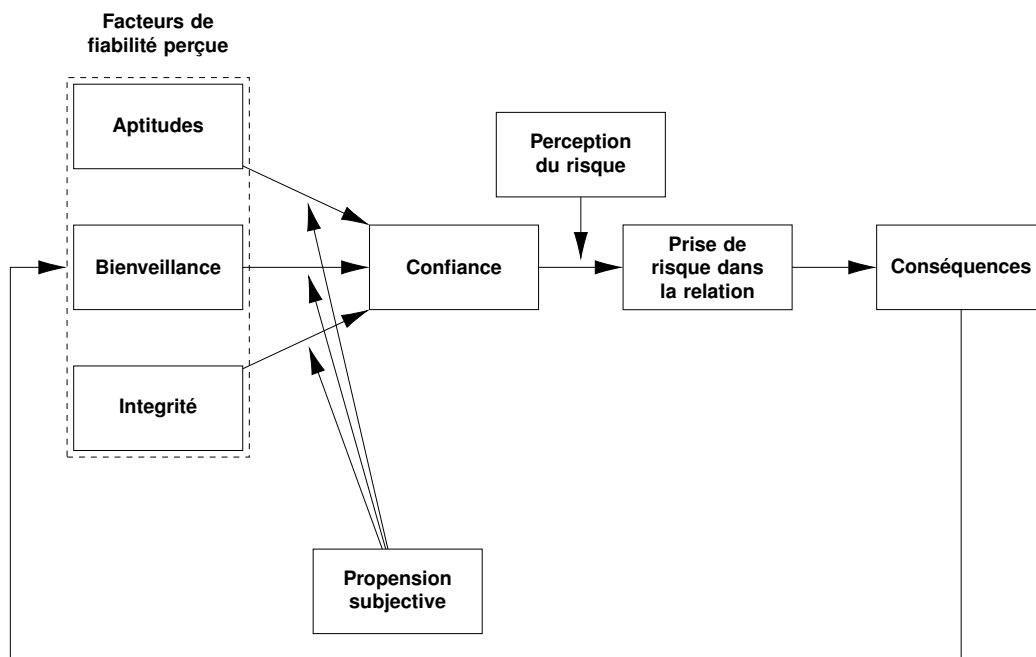 Facteurs de
fiabilité perçue
Aptitudes
Bienveillance
Integrité
Confiance
Perception
du risque
Prise de
risque dans
la relation
Conséquences
Propension
subjective